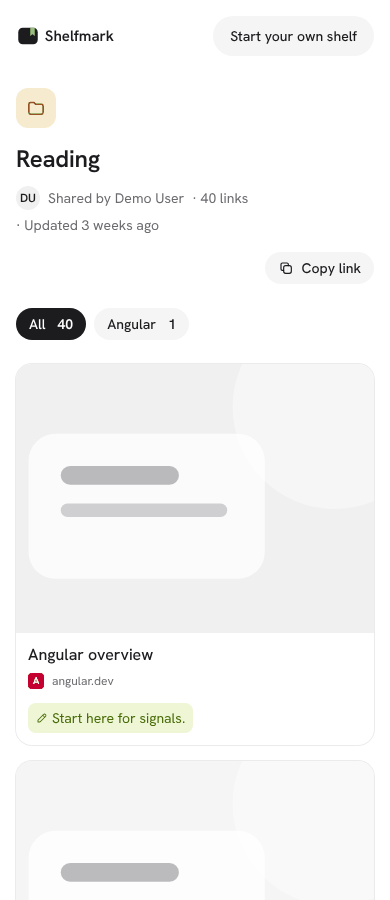 Shelfmark
Start your own shelf
Reading
DU Shared by Demo User · 40 links
· Updated 3 weeks ago
Copy link
All 40 Angular 1
Angular overview
A angular.dev
Start here for signals.